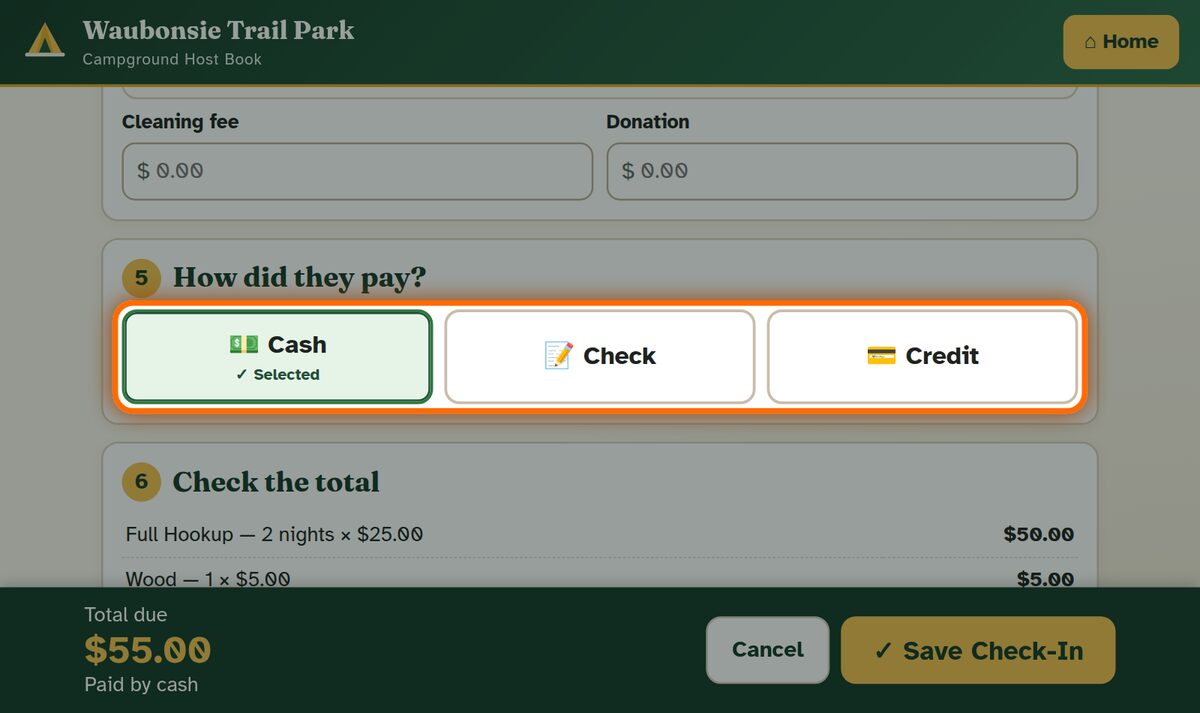 Waubonsie Trail Park
Campground Host Book
⌂ Home
Cleaning fee
Donation
$ 0.00
$ 0.00
5 How did they pay?
💵 Cash
✓ Selected
📝 Check
💳 Credit
6 Check the total
Full Hookup — 2 nights × $25.00 $50.00
Wood — 1 × $5.00 $5.00
Total due
$55.00
Paid by cash
Cancel
✓ Save Check-In